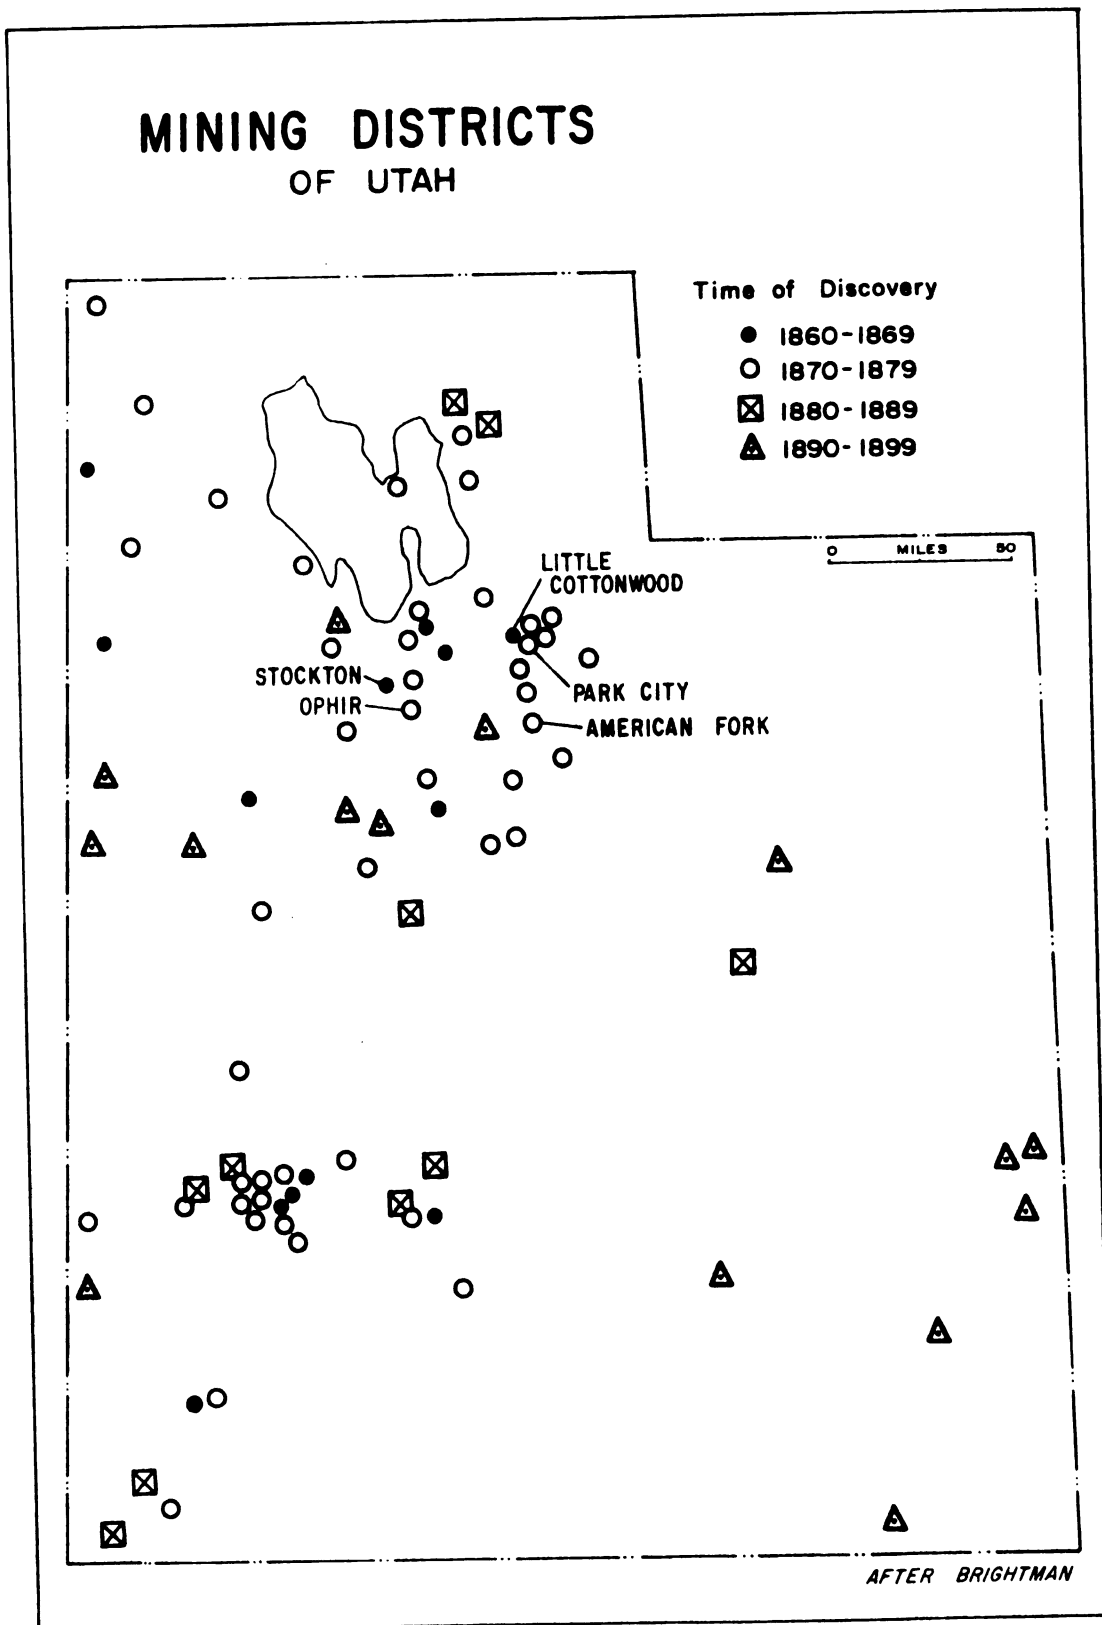 MINING DISTRICTS
OF UTAH
Time of Discovery
1860-1869
1870-1879
1880-1889
1890-1899
0 MILES 50
LITTLE
COTTONWOOD
STOCKTON
OPHIR
PARK CITY
AMERICAN FORK
AFTER BRIGHTMAN